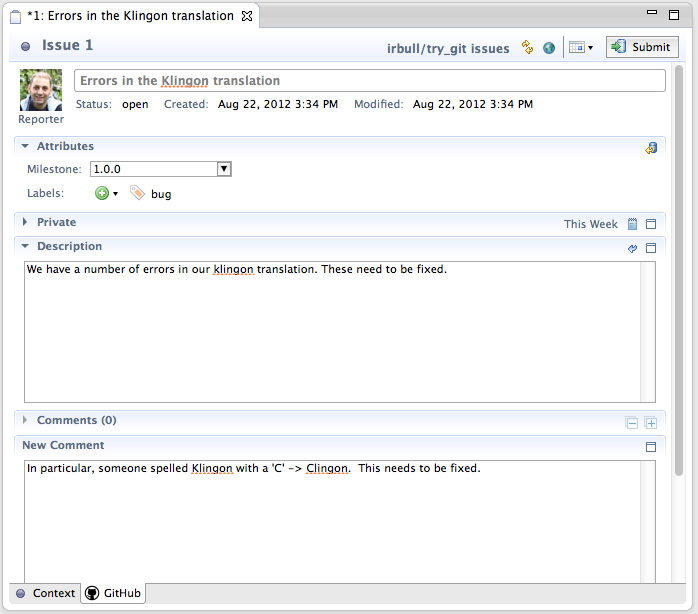 *1: Errors in the Klingon translation
Issue 1
irbull/try_git issues
Submit
Errors in the Klingon translation
Reporter
Status: open Created: Aug 22, 2012 3:34 PM Modified: Aug 22, 2012 3:34 PM
Attributes
Milestone: 1.0.0
Labels: bug
Private
This Week
Description
We have a number of errors in our klingon translation. These need to be fixed.
Comments (0)
New Comment
In particular, someone spelled Klingon with a 'C' -> Clingon.  This needs to be fixed.
Context GitHub